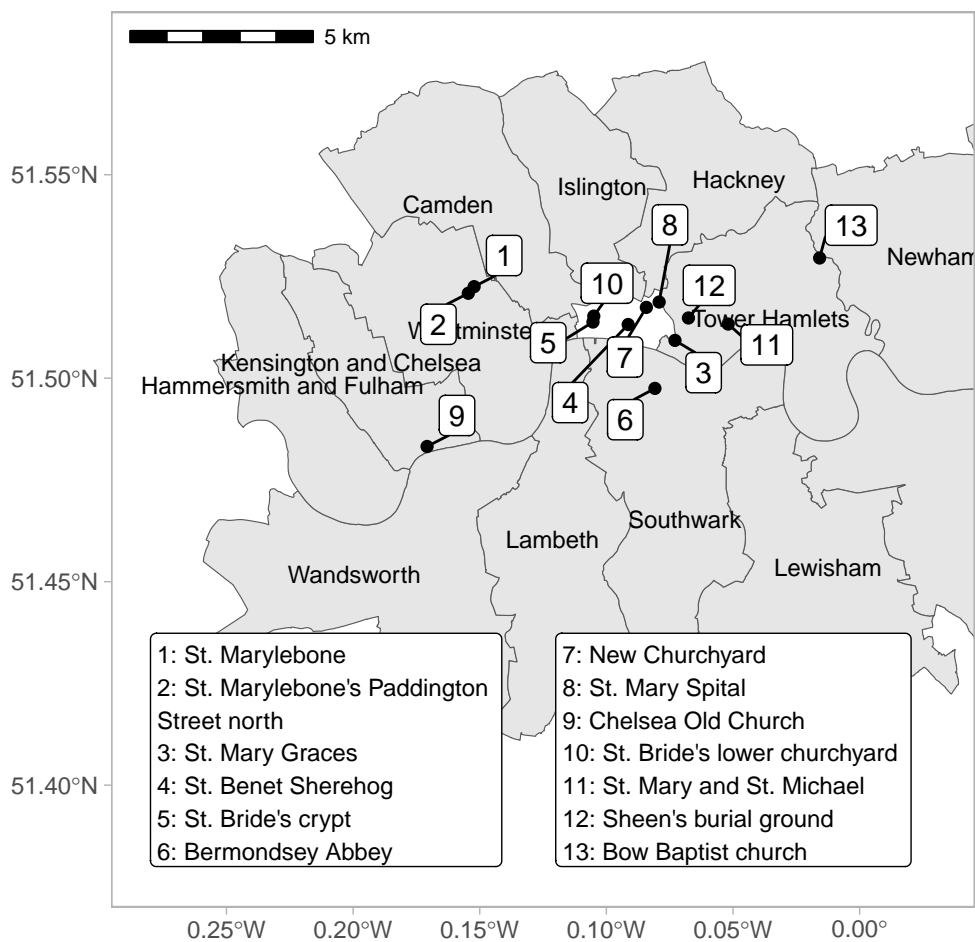 5 km
51.55°N
51.50°N
51.45°N
51.40°N
Hackney
Islington
Camden
8
13
1
Newham
10
12
2
Westminste
Tower Hamlets
5
11
7
Kensington and Chelsea
3
Hammersmith and Fulham
4
9
6
Southwark
Lambeth
Wandsworth
Lewisham
1: St. Marylebone
2: St. Marylebone's Paddington
Street north
3: St. Mary Graces
4: St. Benet Sherehog
5: St. Bride's crypt
6: Bermondsey Abbey
7: New Churchyard
8: St. Mary Spital
9: Chelsea Old Church
10: St. Bride's lower churchyard
11: St. Mary and St. Michael
12: Sheen's burial ground
13: Bow Baptist church
0.25°W
0.20°W
0.15°W
0.10°W
0.05°W
0.00°